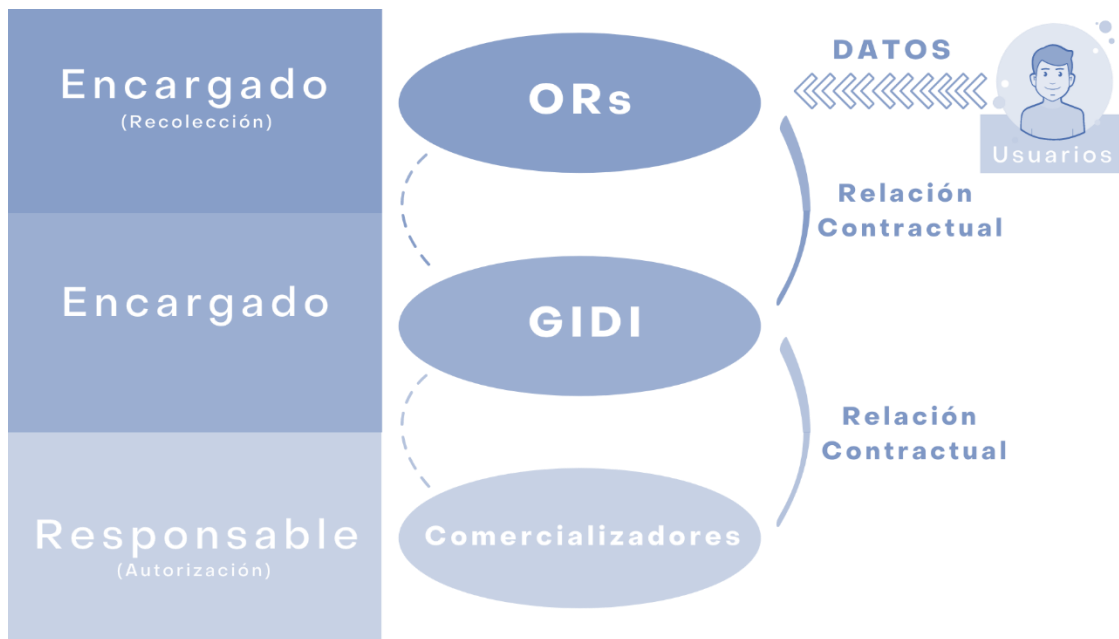 Encargado
(Recolección)
ORs
DATOS
Usuarios
Relación
Contractual
Encargado
GIDI
Relación
Contractual
Responsable
(Autorización)
Comercializadores